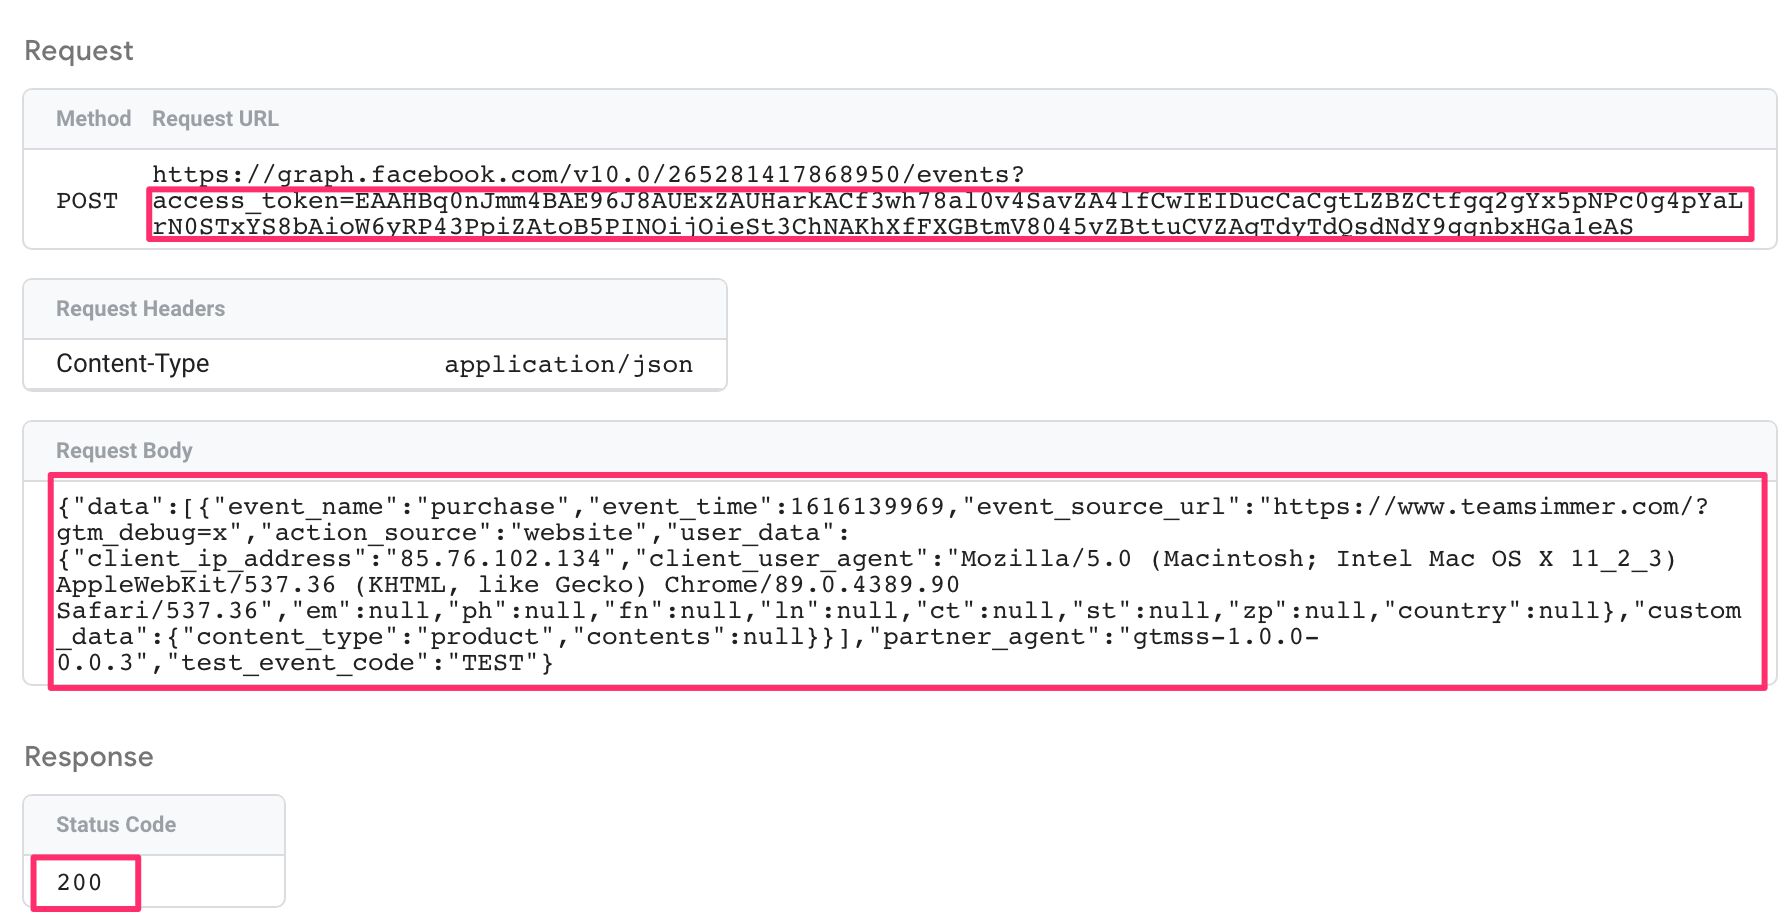 Request
Method Request URL
https://graph.facebook.com/v10.0/265281417868950/events?
POST
access_token=EAAHBq0nJmm4BAE96J8AUExZAUHarkACf3wh78al0v4SavZA4lfCwIEIDucCaCgtLZBZCtfgq2gYx5pNPc0g4pYaL
rN0STxYS8bAioW6yRP43PpiZAtoB5PINOijOieSt3ChNAKhXfFXGBtmV8045vZBttuCVZAgTdyTdQsdNdY9qgnbxHGa1eAS
Request Headers
Content-Type application/json
Request Body
{"data":[{"event_name":"purchase","event_time":1616139969,"event_source_url":"https://www.teamsimmer.com/?
gtm_debug=x","action_source":"website","user_data":
{"client_ip_address":"85.76.102.134","client_user_agent":"Mozilla/5.0 (Macintosh; Intel Mac OS X 11_2_3)
AppleWebKit/537.36 (KHTML, like Gecko) Chrome/89.0.4389.90
Safari/537.36","em":null,"ph":null,"fn":null,"ln":null,"ct":null,"st":null,"zp":null,"country":null},"custom
_data":{"content_type":"product","contents":null}}],"partner_agent":"gtmss-1.0.0-
0.0.3","test_event_code":"TEST"}
Response
Status Code
200